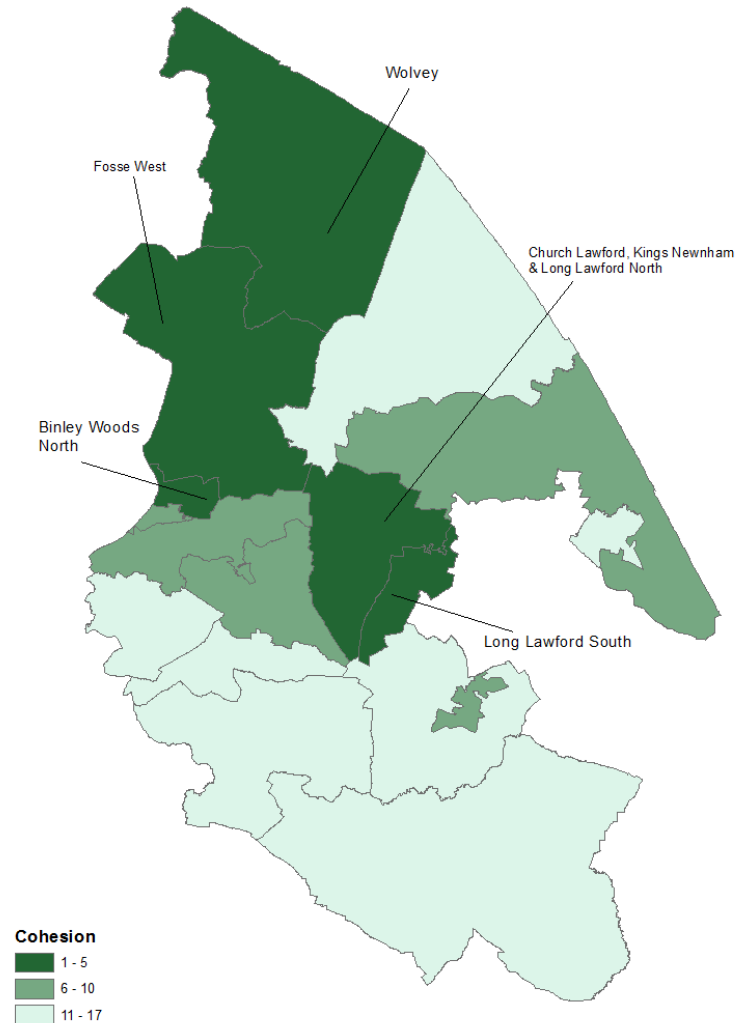 Wolvey
Fosse West
Church Lawford, Kings Newnham
& Long Lawford North
Binley Woods
North
Long Lawford South
Cohesion
1 - 5
6 - 10
11 - 17